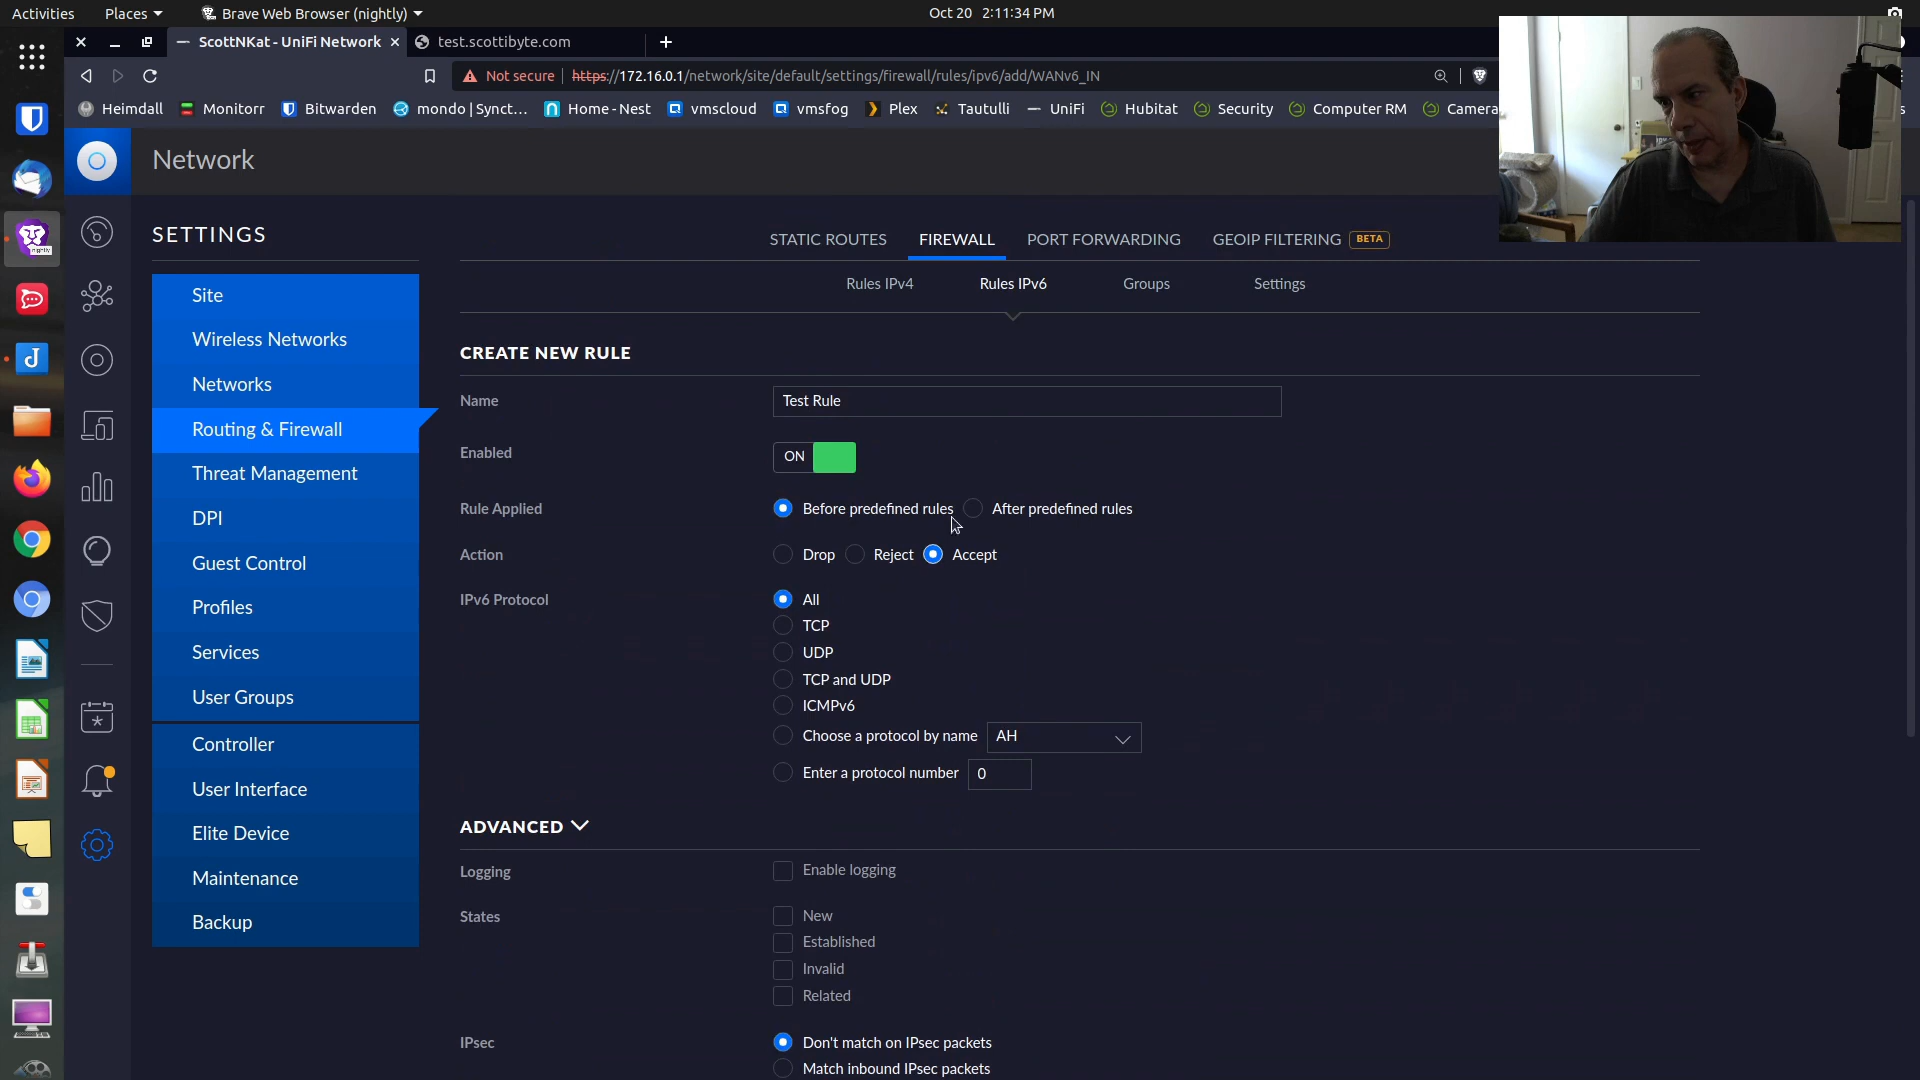 Activities
Places
Brave Web Browser (nightly)
Oct 20 2:11:34 PM
ScottNKat - UniFi Network
test.scottibyte.com
Not secure
https://172.16.0.1/network/site/default/settings/firewall/rules/ipv6/add/WANv6_IN
Heimdall
Monitorr
Bitwarden
mondo | Synct...
Home - Nest
vmscloud
vmsfog
Plex
Tautulli
UniFi
Hubitat
Security
Computer RM
Camera
Network
SETTINGS
Site
Wireless Networks
Networks
Routing & Firewall
Threat Management
DPI
Guest Control
Profiles
Services
User Groups
Controller
User Interface
Elite Device
Maintenance
Backup
STATIC ROUTES
FIREWALL
PORT FORWARDING
GEOIP FILTERING BETA
Rules IPv4
Rules IPv6
Groups
Settings
CREATE NEW RULE
Name
Test Rule
Enabled
ON
Rule Applied
Before predefined rules
After predefined rules
Action
Drop
Reject
Accept
IPv6 Protocol
All
TCP
UDP
TCP and UDP
ICMPv6
Choose a protocol by name AH
Enter a protocol number 0
ADVANCED
Logging
Enable logging
States
New
Established
Invalid
Related
IPsec
Don't match on IPsec packets
Match inbound IPsec packets
nightly